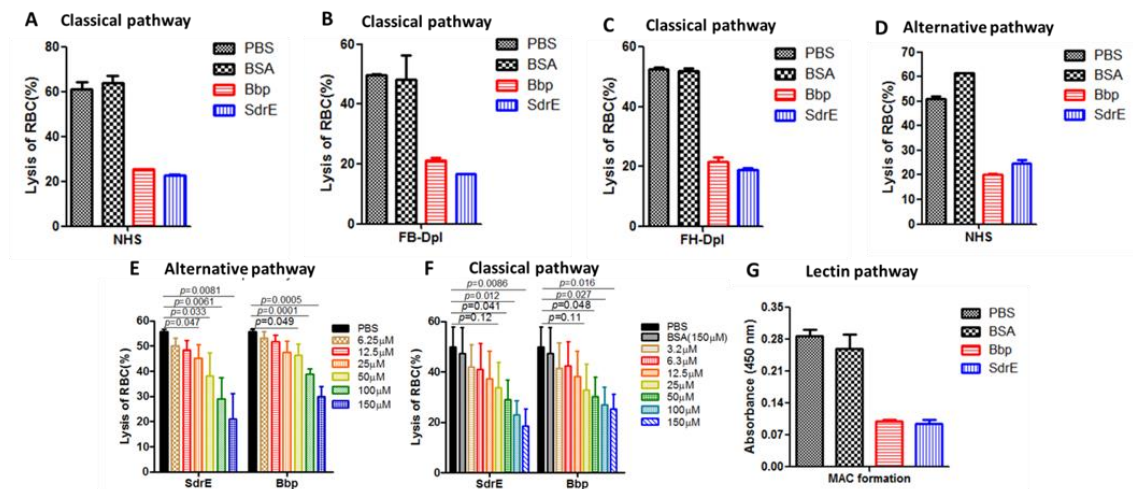 A Classical pathway
Lysis of RBC(%)
80
60
40
20
0
NHS
PBS
BSA
Bbp
SdrE
B Classical pathway
Lysis of RBC(%)
60
40
20
0
FB-Dpl
PBS
BSA
Bbp
SdrE
C Classical pathway
Lysis of RBC(%)
60
40
20
0
FH-Dpl
PBS
BSA
Bbp
SdrE
D Alternative pathway
Lysis of RBC(%)
70
60
50
40
30
20
10
0
NHS
PBS
BSA
Bbp
SdrE
E Alternative pathway
p=0.0081
p=0.0061
p=0.033
p=0.047
p=0.0005
p=0.0001
p=0.049
Lysis of RBC(%)
60
50
40
30
20
10
0
SdrE Bbp
PBS
6.25µM
12.5µM
25µM
50µM
100µM
150µM
F Classical pathway
p=0.0086
p=0.012
p=0.041
p=0.12
p=0.016
p=0.027
p=0.048
p=0.11
Lysis of RBC(%)
60
40
20
0
SdrE Bbp
PBS
BSA(150µM)
3.2µM
6.3µM
12.5µM
25µM
50µM
100µM
150µM
G Lectin pathway
Absorbance (450 nm)
0.35
0.28
0.21
0.14
0.07
0.00
MAC formation
PBS
BSA
Bbp
SdrE